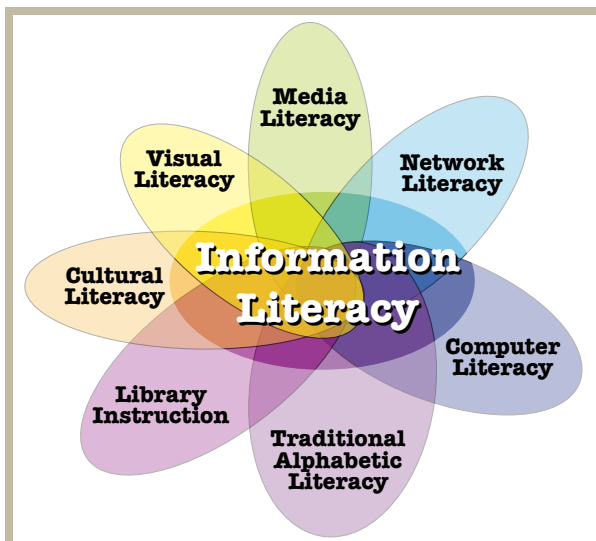 Media
Literacy
Visual
Literacy
Network
Literacy
Information
Literacy
Cultural
Literacy
Computer
Literacy
Library
Instruction
Traditional
Alphabetic
Literacy